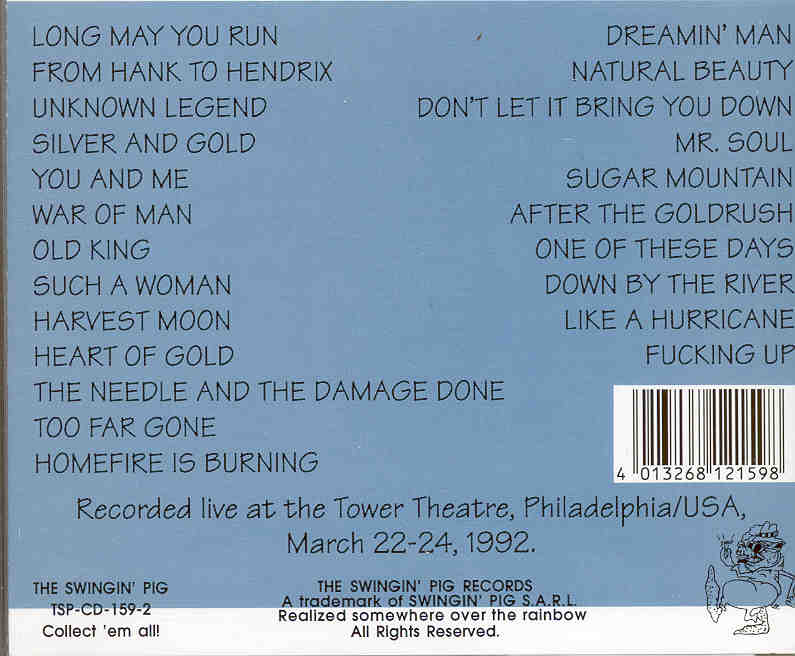 LONG MAY YOU RUN
FROM HANK TO HENDRIX
UNKNOWN LEGEND
SILVER AND GOLD
YOU AND ME
WAR OF MAN
OLD KING
SUCH A WOMAN
HARVEST MOON
HEART OF GOLD
THE NEEDLE AND THE DAMAGE DONE
TOO FAR GONE
HOMEFIRE IS BURNING
DREAMIN' MAN
NATURAL BEAUTY
DON'T LET IT BRING YOU DOWN
MR. SOUL
SUGAR MOUNTAIN
AFTER THE GOLDRUSH
ONE OF THESE DAYS
DOWN BY THE RIVER
LIKE A HURRICANE
FUCKING UP
4 013268 121598
Recorded live at the Tower Theatre, Philadelphia/USA,
March 22-24, 1992.
THE SWINGIN' PIG
TSP-CD-159-2
Collect 'em all!
THE SWINGIN' PIG RECORDS
A trademark of SWINGIN' PIG S.A.R.L.
Realized somewhere over the rainbow
All Rights Reserved.